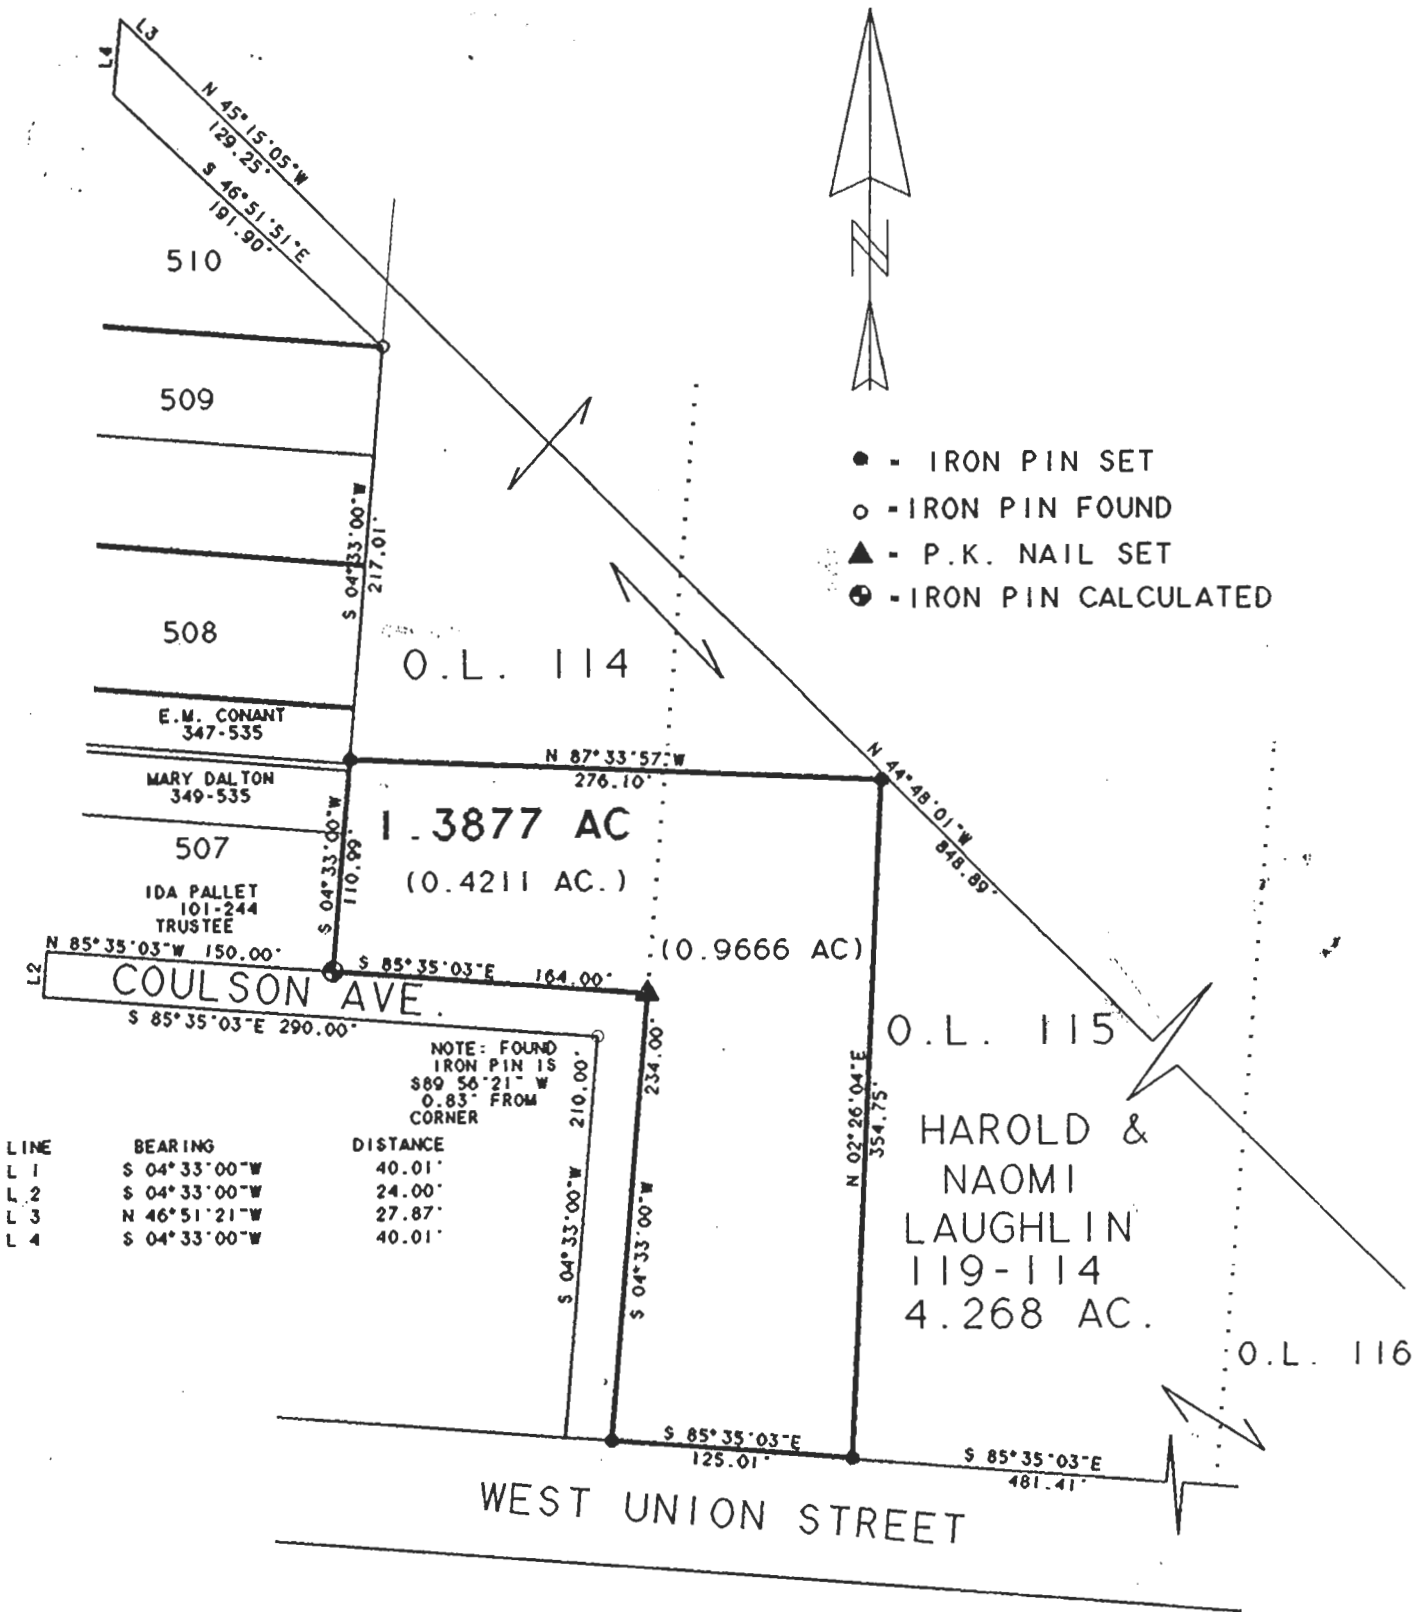 L3
L4
N 45°15'05"W
129.25'
S 46°51'51"E
191.90'
510
N
509
● - IRON PIN SET
○ - IRON PIN FOUND
▲ - P.K. NAIL SET
- IRON PIN CALCULATED
S 04°33'00"W
217.01'
508
O.L. 114
E.M. CONANT
347-535
N 87°33'57"W
276.10'
N 44°48'01"W
848.89'
MARY DALTON
349-535
1.3877 AC
(0.4211 AC.)
S 04°33'00"W
110.99'
507
IDA PALLET
101-244
TRUSTEE
(0.9666 AC)
N 85°35'03"W 150.00'
S 85°35'03"E 164.00'
L2
COULSON AVE.
S 85°35'03"E 290.00'
O.L. 115
NOTE: FOUND
IRON PIN IS
S89 56'21" W
0.83' FROM
CORNER
210.00'
S 04°33'00"W
234.00'
S 04°33'00"W
N 02°26'04"E
354.75'
HAROLD &
NAOMI
LAUGHLIN
119-114
4.268 AC.
LINE BEARING DISTANCE
L 1 S 04°33'00"W 40.01'
L 2 S 04°33'00"W 24.00'
L 3 N 46°51'21"W 27.87'
L 4 S 04°33'00"W 40.01'
O.L. 116
S 85°35'03"E
125.01'
S 85°35'03"E
481.41'
WEST UNION STREET